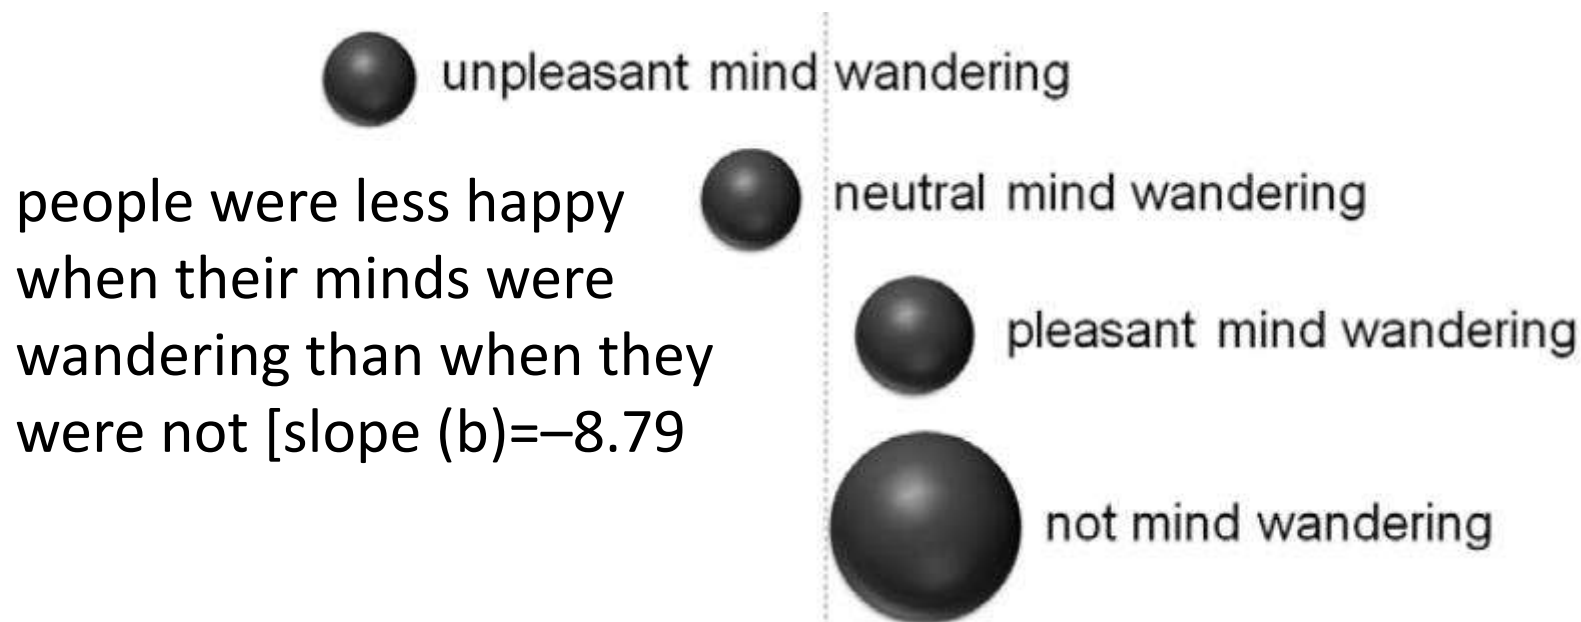 unpleasant mind wandering
neutral mind wandering
people were less happy
when their minds were
wandering than when they
were not [slope (b)=–8.79
pleasant mind wandering
not mind wandering